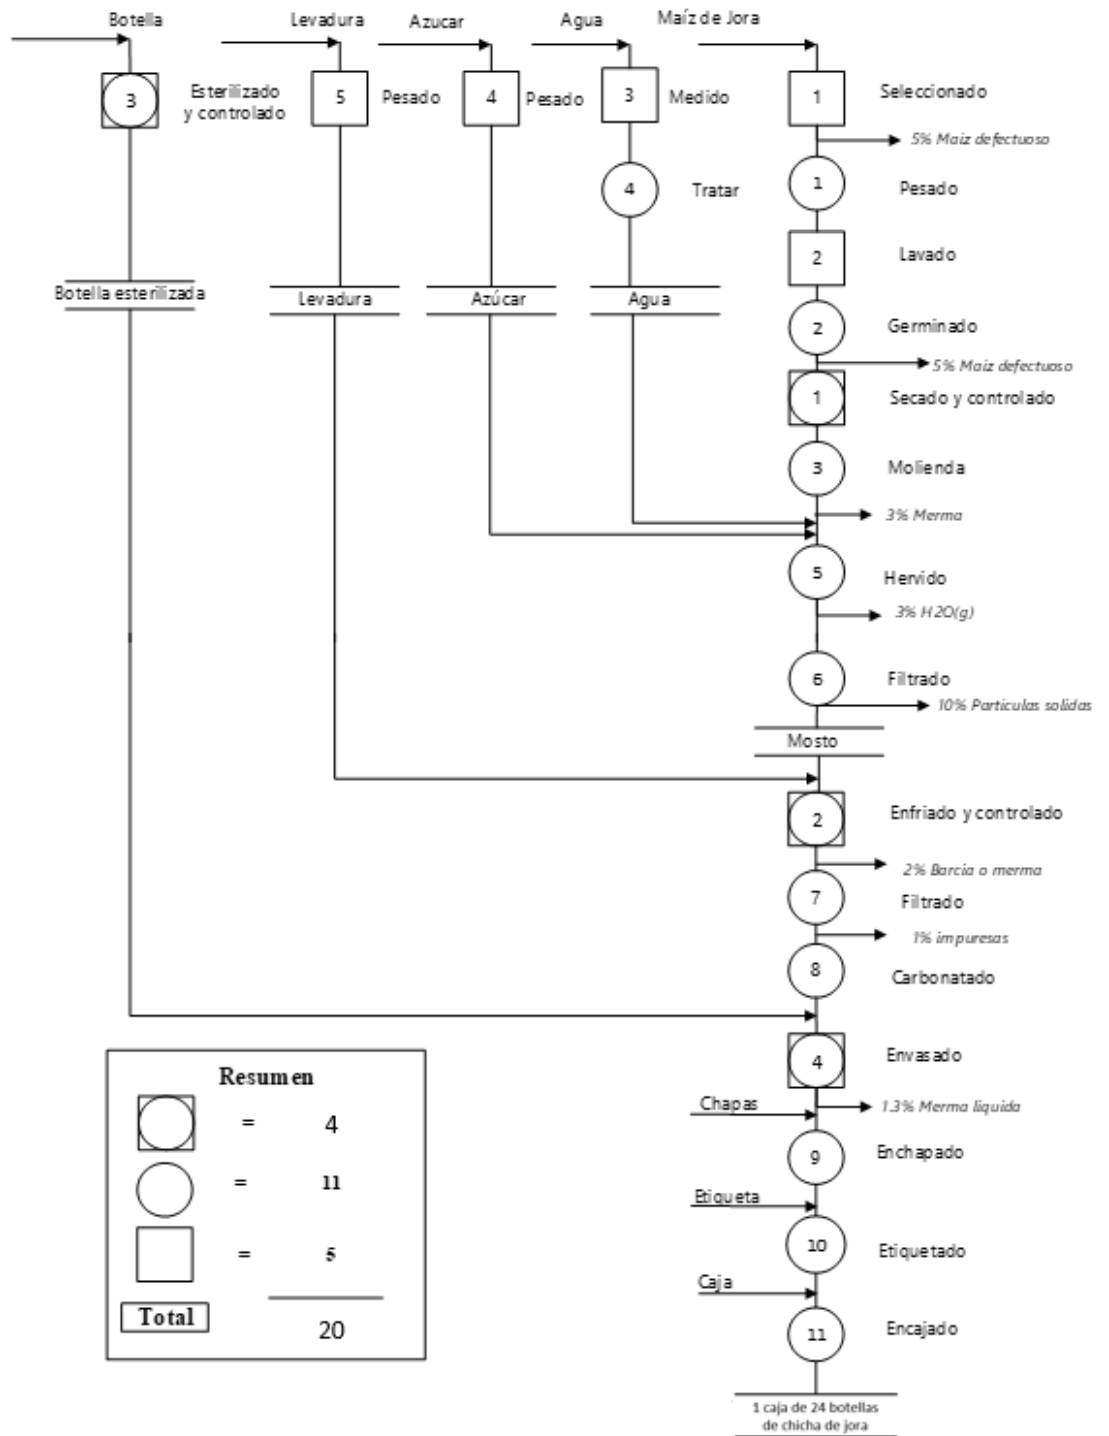 Botella
Levadura
Azucar
Agua
Maíz de Jora
3
Esterilizado
y controlado
5
Pesado
4
Pesado
3
Medido
1
Seleccionado
5% Maiz defectuoso
4
Tratar
1
Pesado
2
Lavado
Botella esterilizada
Levadura
Azúcar
Agua
2
Germinado
5% Maiz defectuoso
1
Secado y controlado
3
Molienda
3% Merma
5
Hervido
3% H2O(g)
6
Filtrado
10% Particulas solidas
Mosto
2
Enfriado y controlado
2% Barcia o merma
7
Filtrado
1% impuresas
8
Carbonatado
4
Envasado
Chapas
1.3% Merma liquida
9
Enchapado
Etiqueta
10
Etiquetado
Caja
11
Encajado
1 caja de 24 botellas
de chicha de jora
Resumen
= 4
= 11
= 5
Total
20